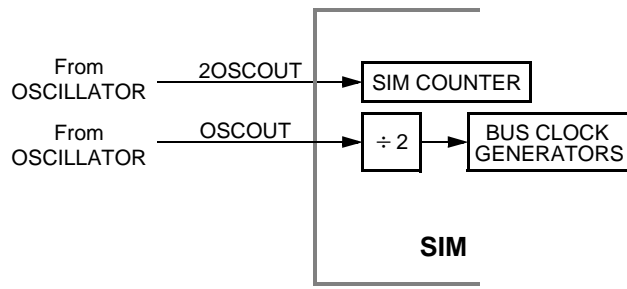 From
OSCILLATOR
2OSCOUT
SIM COUNTER
From
OSCILLATOR
OSCOUT
÷ 2
BUS CLOCK
GENERATORS
SIM